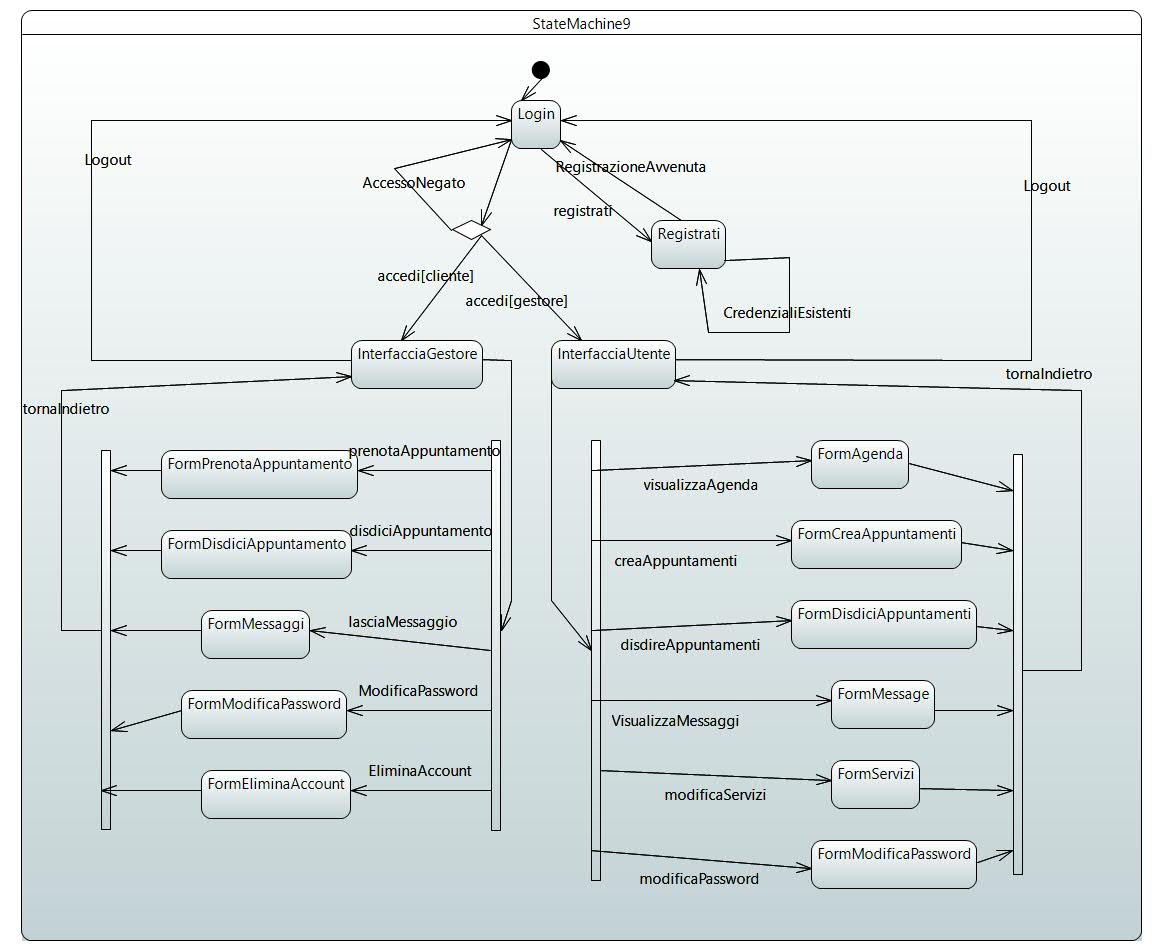 StateMachine9
Login
Logout
AccessoNegato
RegistrazioneAvvenuta
Logout
registrati
Registrati
accedi[cliente]
accedi[gestore]
CredenzialiEsistenti
InterfacciaGestore
InterfacciaUtente
tornaIndietro
tornaIndietro
prenotaAppuntamento
FormPrenotaAppuntamento
FormAgenda
visualizzaAgenda
disdiciAppuntamento
FormDisdiciAppuntamento
FormCreaAppuntamenti
creaAppuntamenti
lasciaMessaggio
FormMessaggi
FormDisdiciAppuntamenti
disdireAppuntamenti
ModificaPassword
FormModificaPassword
FormMessage
VisualizzaMessaggi
EliminaAccount
FormEliminaAccount
FormServizi
modificaServizi
FormModificaPassword
modificaPassword